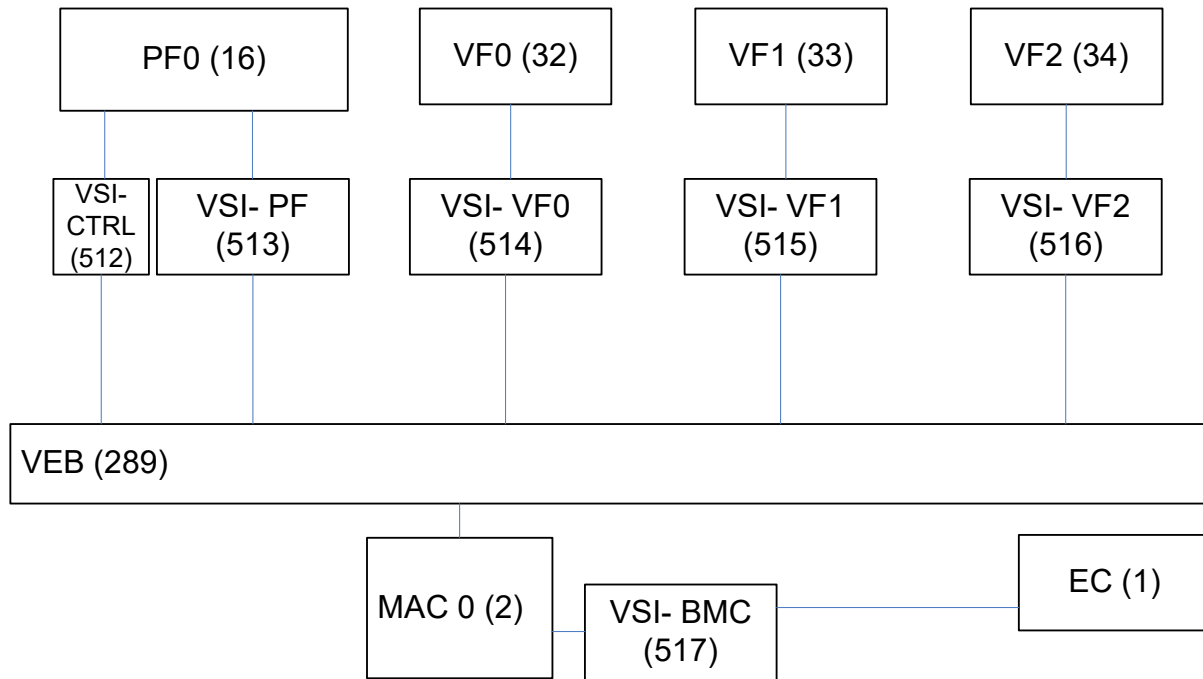 PF0 (16)
VF0 (32)
VF1 (33)
VF2 (34)
VSI-
CTRL
(512)
VSI- PF
(513)
VSI- VF0
(514)
VSI- VF1
(515)
VSI- VF2
(516)
VEB (289)
MAC 0 (2)
VSI- BMC
(517)
EC (1)